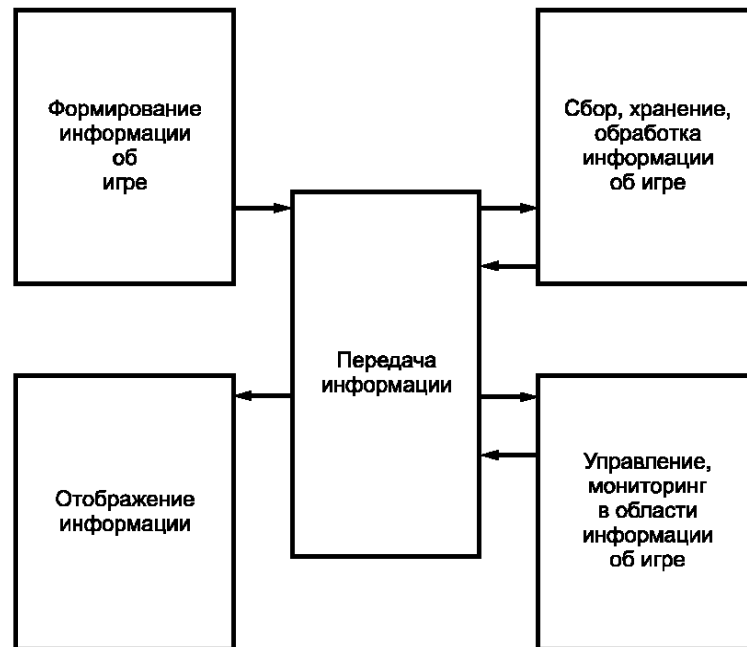 Формирование
информации
об
игре
Сбор, хранение,
обработка
информации
об игре
Передача
информации
Отображение
информации
Управление,
мониторинг
в области
информации
об игре